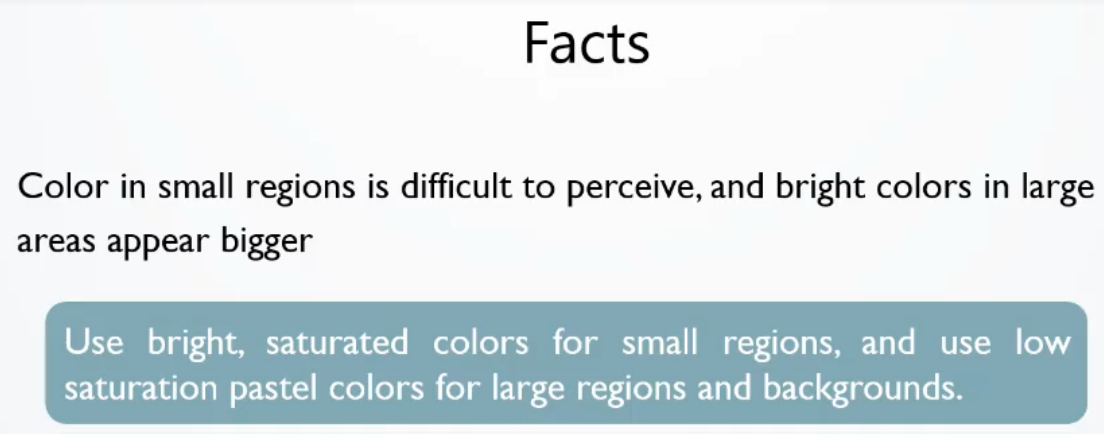 Facts
Color in small regions is difficult to perceive, and bright colors in large
areas appear bigger
Use bright, saturated colors for small regions, and use low
saturation pastel colors for large regions and backgrounds.